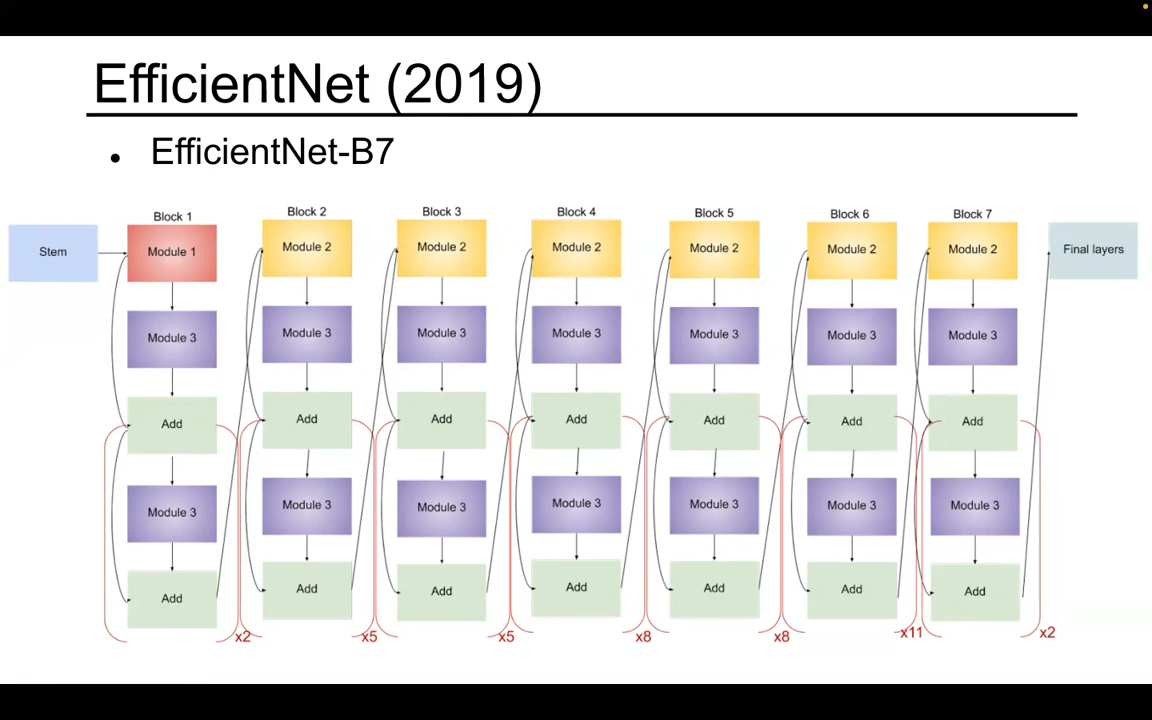 EfficientNet (2019)
● EfficientNet-B7
Block 1 Block 2 Block 3 Block 4 Block 5 Block 6 Block 7
Stem Module 1 Module 2 Module 2 Module 2 Module 2 Module 2 Module 2 Final layers
Module 3 Module 3 Module 3 Module 3 Module 3 Module 3 Module 3
Add Add Add Add Add Add Add
Module 3 Module 3 Module 3 Module 3 Module 3 Module 3 Module 3
Add Add Add Add Add Add Add
x2 x5 x5 x8 x8 x11 x2